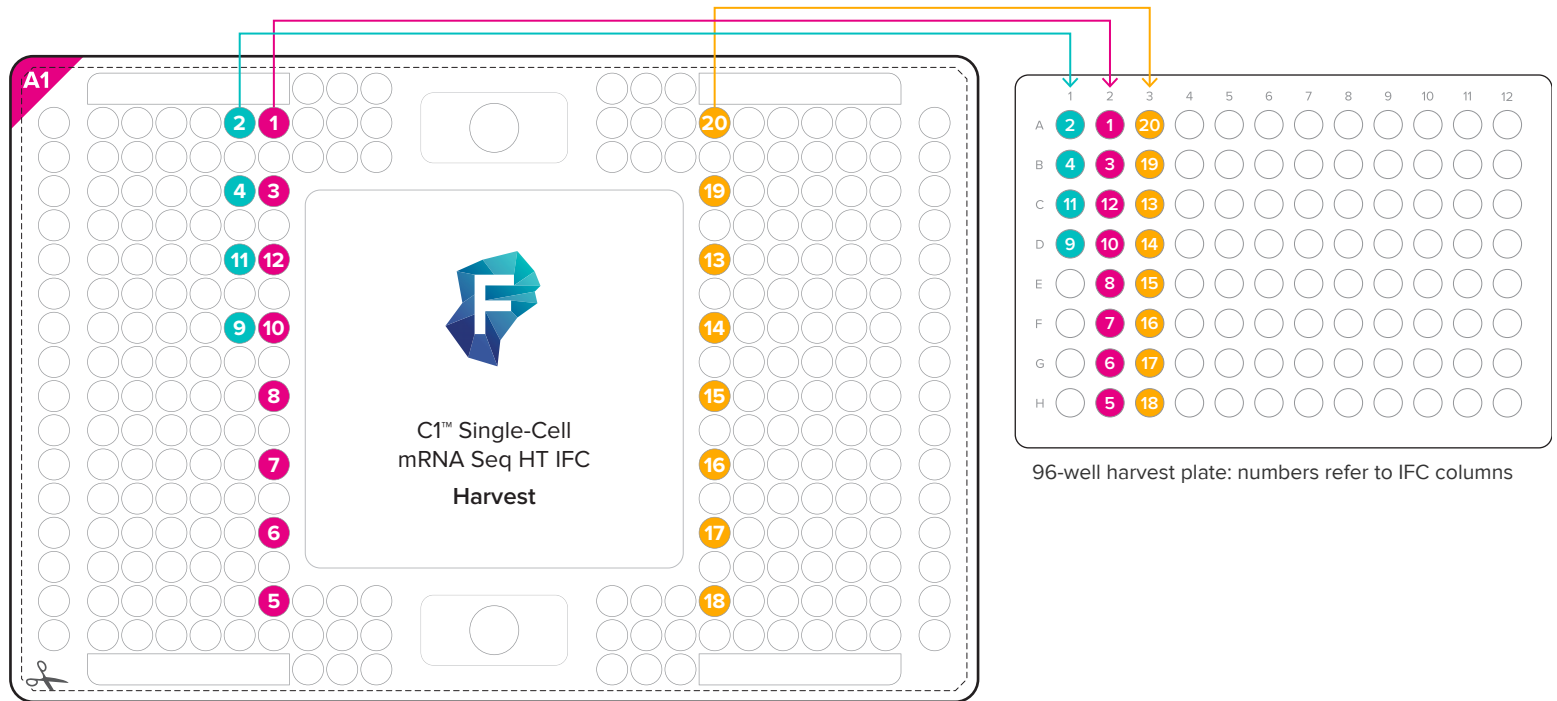 A1
2 1 20
4 3 19
11 12 13
9 10 14
8 15
7 16
6 17
5 18
F
C1™ Single-Cell
mRNA Seq HT IFC
Harvest
1 2 3 4 5 6 7 8 9 10 11 12
A 2 1 20
B 4 3 19
C 11 12 13
D 9 10 14
E 8 15
F 7 16
G 6 17
H 5 18
96-well harvest plate: numbers refer to IFC columns